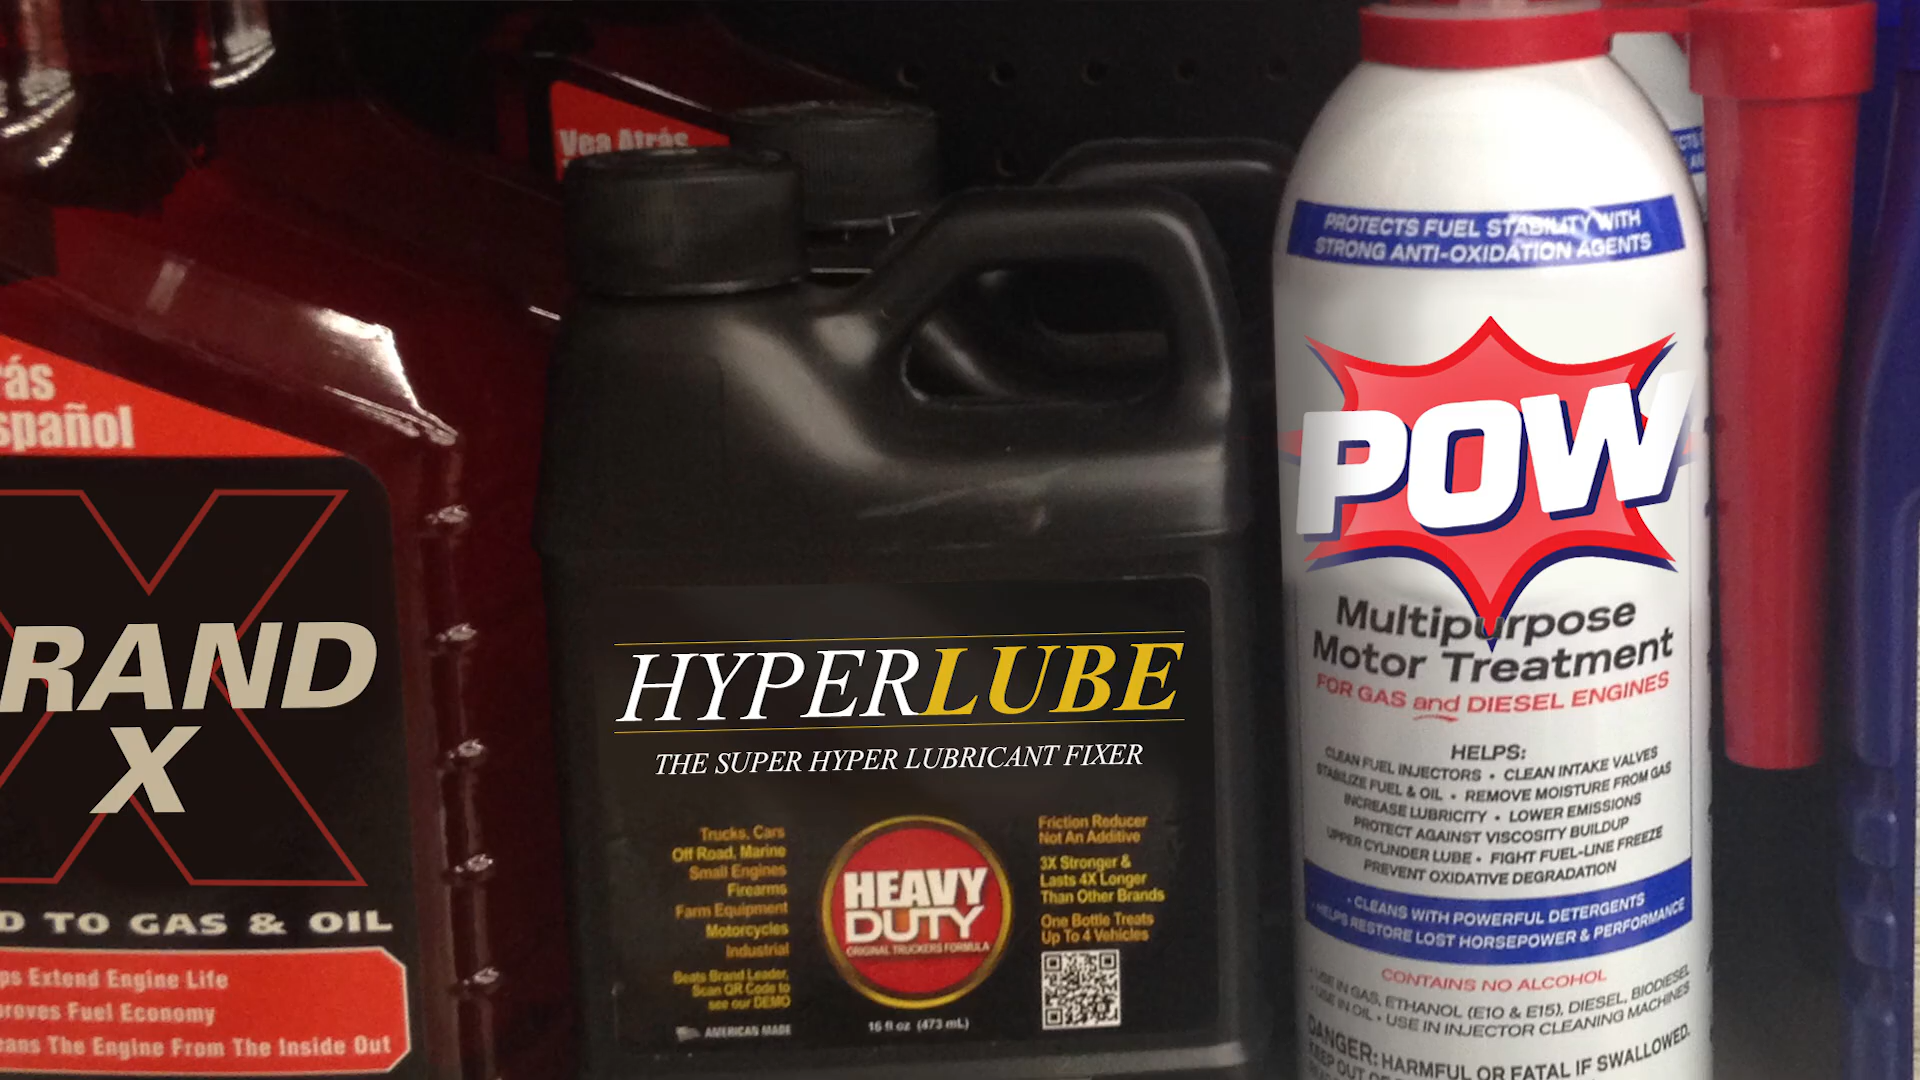 Vea Atrás
rás
spañol
RAND
X
D TO GAS & OIL
ps Extend Engine Life
proves Fuel Economy
eans The Engine From The Inside Out
HYPERLUBE
THE SUPER HYPER LUBRICANT FIXER
Trucks, Cars
Off Road, Marine
Small Engines
Firearms
Farm Equipment
Motorcycles
Industrial
Beats Brand Leader,
Scan QR Code to
see our DEMO
AMERICAN MADE
HEAVY
DUTY
ORIGINAL TRUCKERS FORMULA
16 fl oz (473 mL)
Friction Reducer
Not An Additive
3X Stronger &
Lasts 4X Longer
Than Other Brands
One Bottle Treats
Up To 4 Vehicles
PROTECTS FUEL STABILITY WITH
STRONG ANTI-OXIDATION AGENTS
POW
Multipurpose
Motor Treatment
FOR GAS and DIESEL ENGINES
HELPS:
CLEAN FUEL INJECTORS • CLEAN INTAKE VALVES
STABILIZE FUEL & OIL • REMOVE MOISTURE FROM GAS
INCREASE LUBRICITY • LOWER EMISSIONS
PROTECT AGAINST VISCOSITY BUILDUP
UPPER CYLINDER LUBE • FIGHT FUEL-LINE FREEZE
PREVENT OXIDATIVE DEGRADATION
• CLEANS WITH POWERFUL DETERGENTS
• HELPS RESTORE LOST HORSEPOWER & PERFORMANCE
CONTAINS NO ALCOHOL
• USE IN GAS, ETHANOL (E10 & E15), DIESEL, BIODIESEL
• USE IN OIL • USE IN INJECTOR CLEANING MACHINES
DANGER: HARMFUL OR FATAL IF SWALLOWED.
KEEP OUT OF